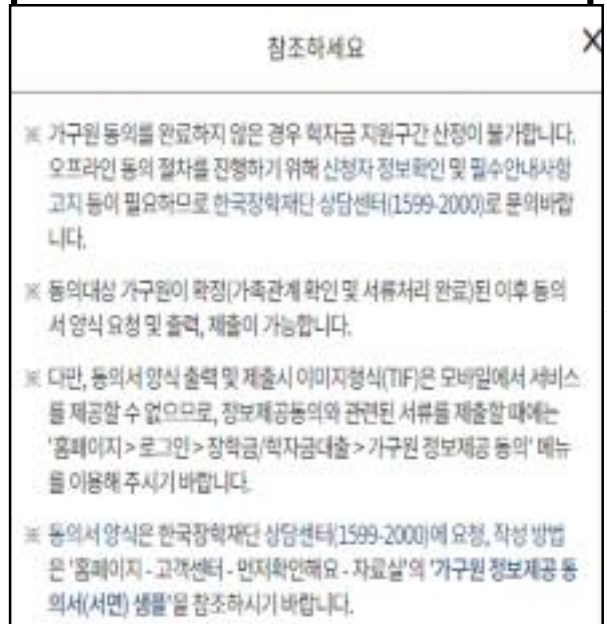 참조하세요 X
※ 가구원 동의를 완료하지 않은 경우 학자금 지원구간 산정이 불가합니다.
오프라인 동의 절차를 진행하기 위해 신청자 정보확인 및 필수안내사항
고지 등이 필요하므로 한국장학재단 상담센터(1599-2000)로 문의바랍
니다.
※ 동의대상 가구원이 확정(가족관계 확인 및 서류처리 완료)된 이후 동의
서 양식 요청 및 출력, 제출이 가능합니다.
※ 다만, 동의서 양식 출력 및 제출시 이미지형식(TIF)은 모바일에서 서비스
를 제공할 수 없으므로, 정보제공동의와 관련된 서류를 제출할 때에는
'홈페이지 > 로그인 > 장학금/학자금대출 > 가구원 정보제공 동의' 메뉴
를 이용해 주시기 바랍니다.
※ 동의서 양식은 한국장학재단 상담센터(1599-2000)에 요청, 작성 방법
은 '홈페이지 - 고객센터 - 먼저확인해요 - 자료실'의 '가구원 정보제공 동
의서(서면) 샘플'을 참조하시기 바랍니다.